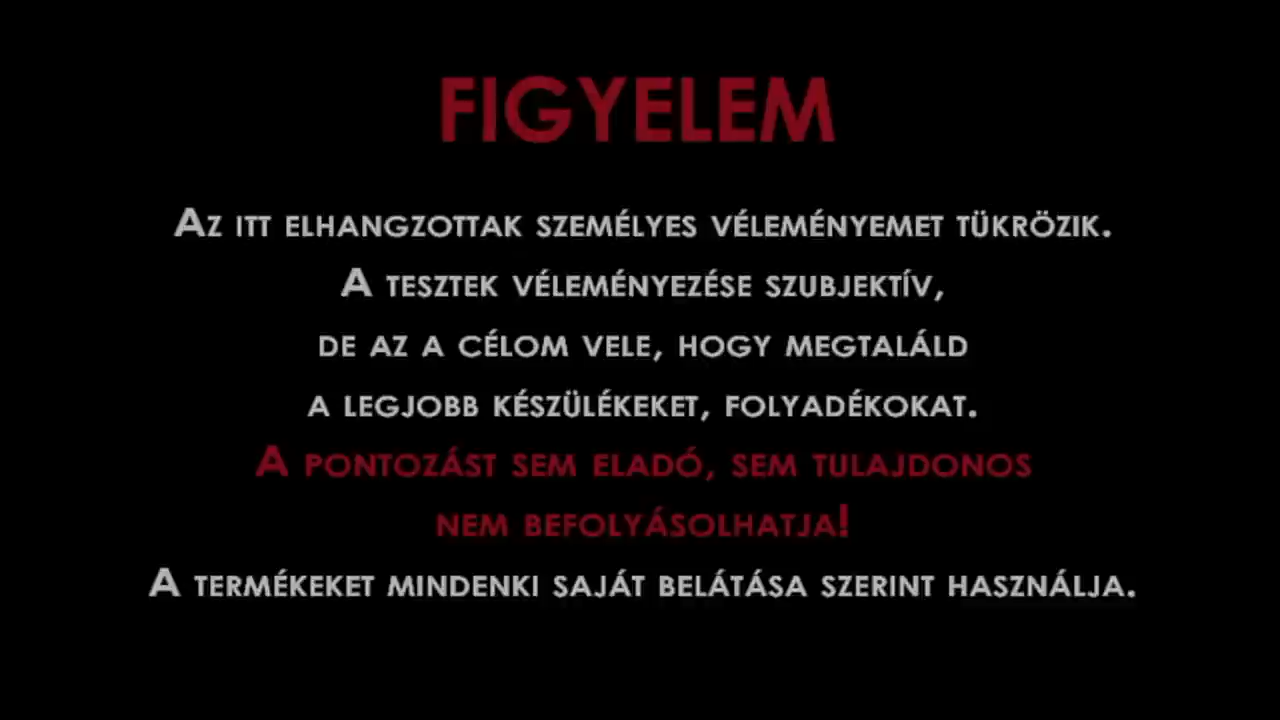 FIGYELEM
Az itt elhangzottak személyes véleményemet tükrözik.
A tesztek véleményezése szubjektív,
de az a célom vele, hogy megtaláld
a legjobb készülékeket, folyadékokat.
A pontozást sem eladó, sem tulajdonos
nem befolyásolhatja!
A termékeket mindenki saját belátása szerint használja.